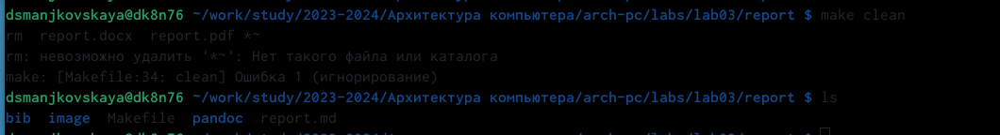 dsmanjkovskaya@dk8n76 ~/work/study/2023-2024/Архитектура компьютера/arch-pc/labs/lab03/report $ make clean
rm  report.docx  report.pdf *~
rm: невозможно удалить '*~': Нет такого файла или каталога
make: [Makefile:34: clean] Ошибка 1 (игнорирование)
dsmanjkovskaya@dk8n76 ~/work/study/2023-2024/Архитектура компьютера/arch-pc/labs/lab03/report $ ls
bib  image  Makefile  pandoc  report.md